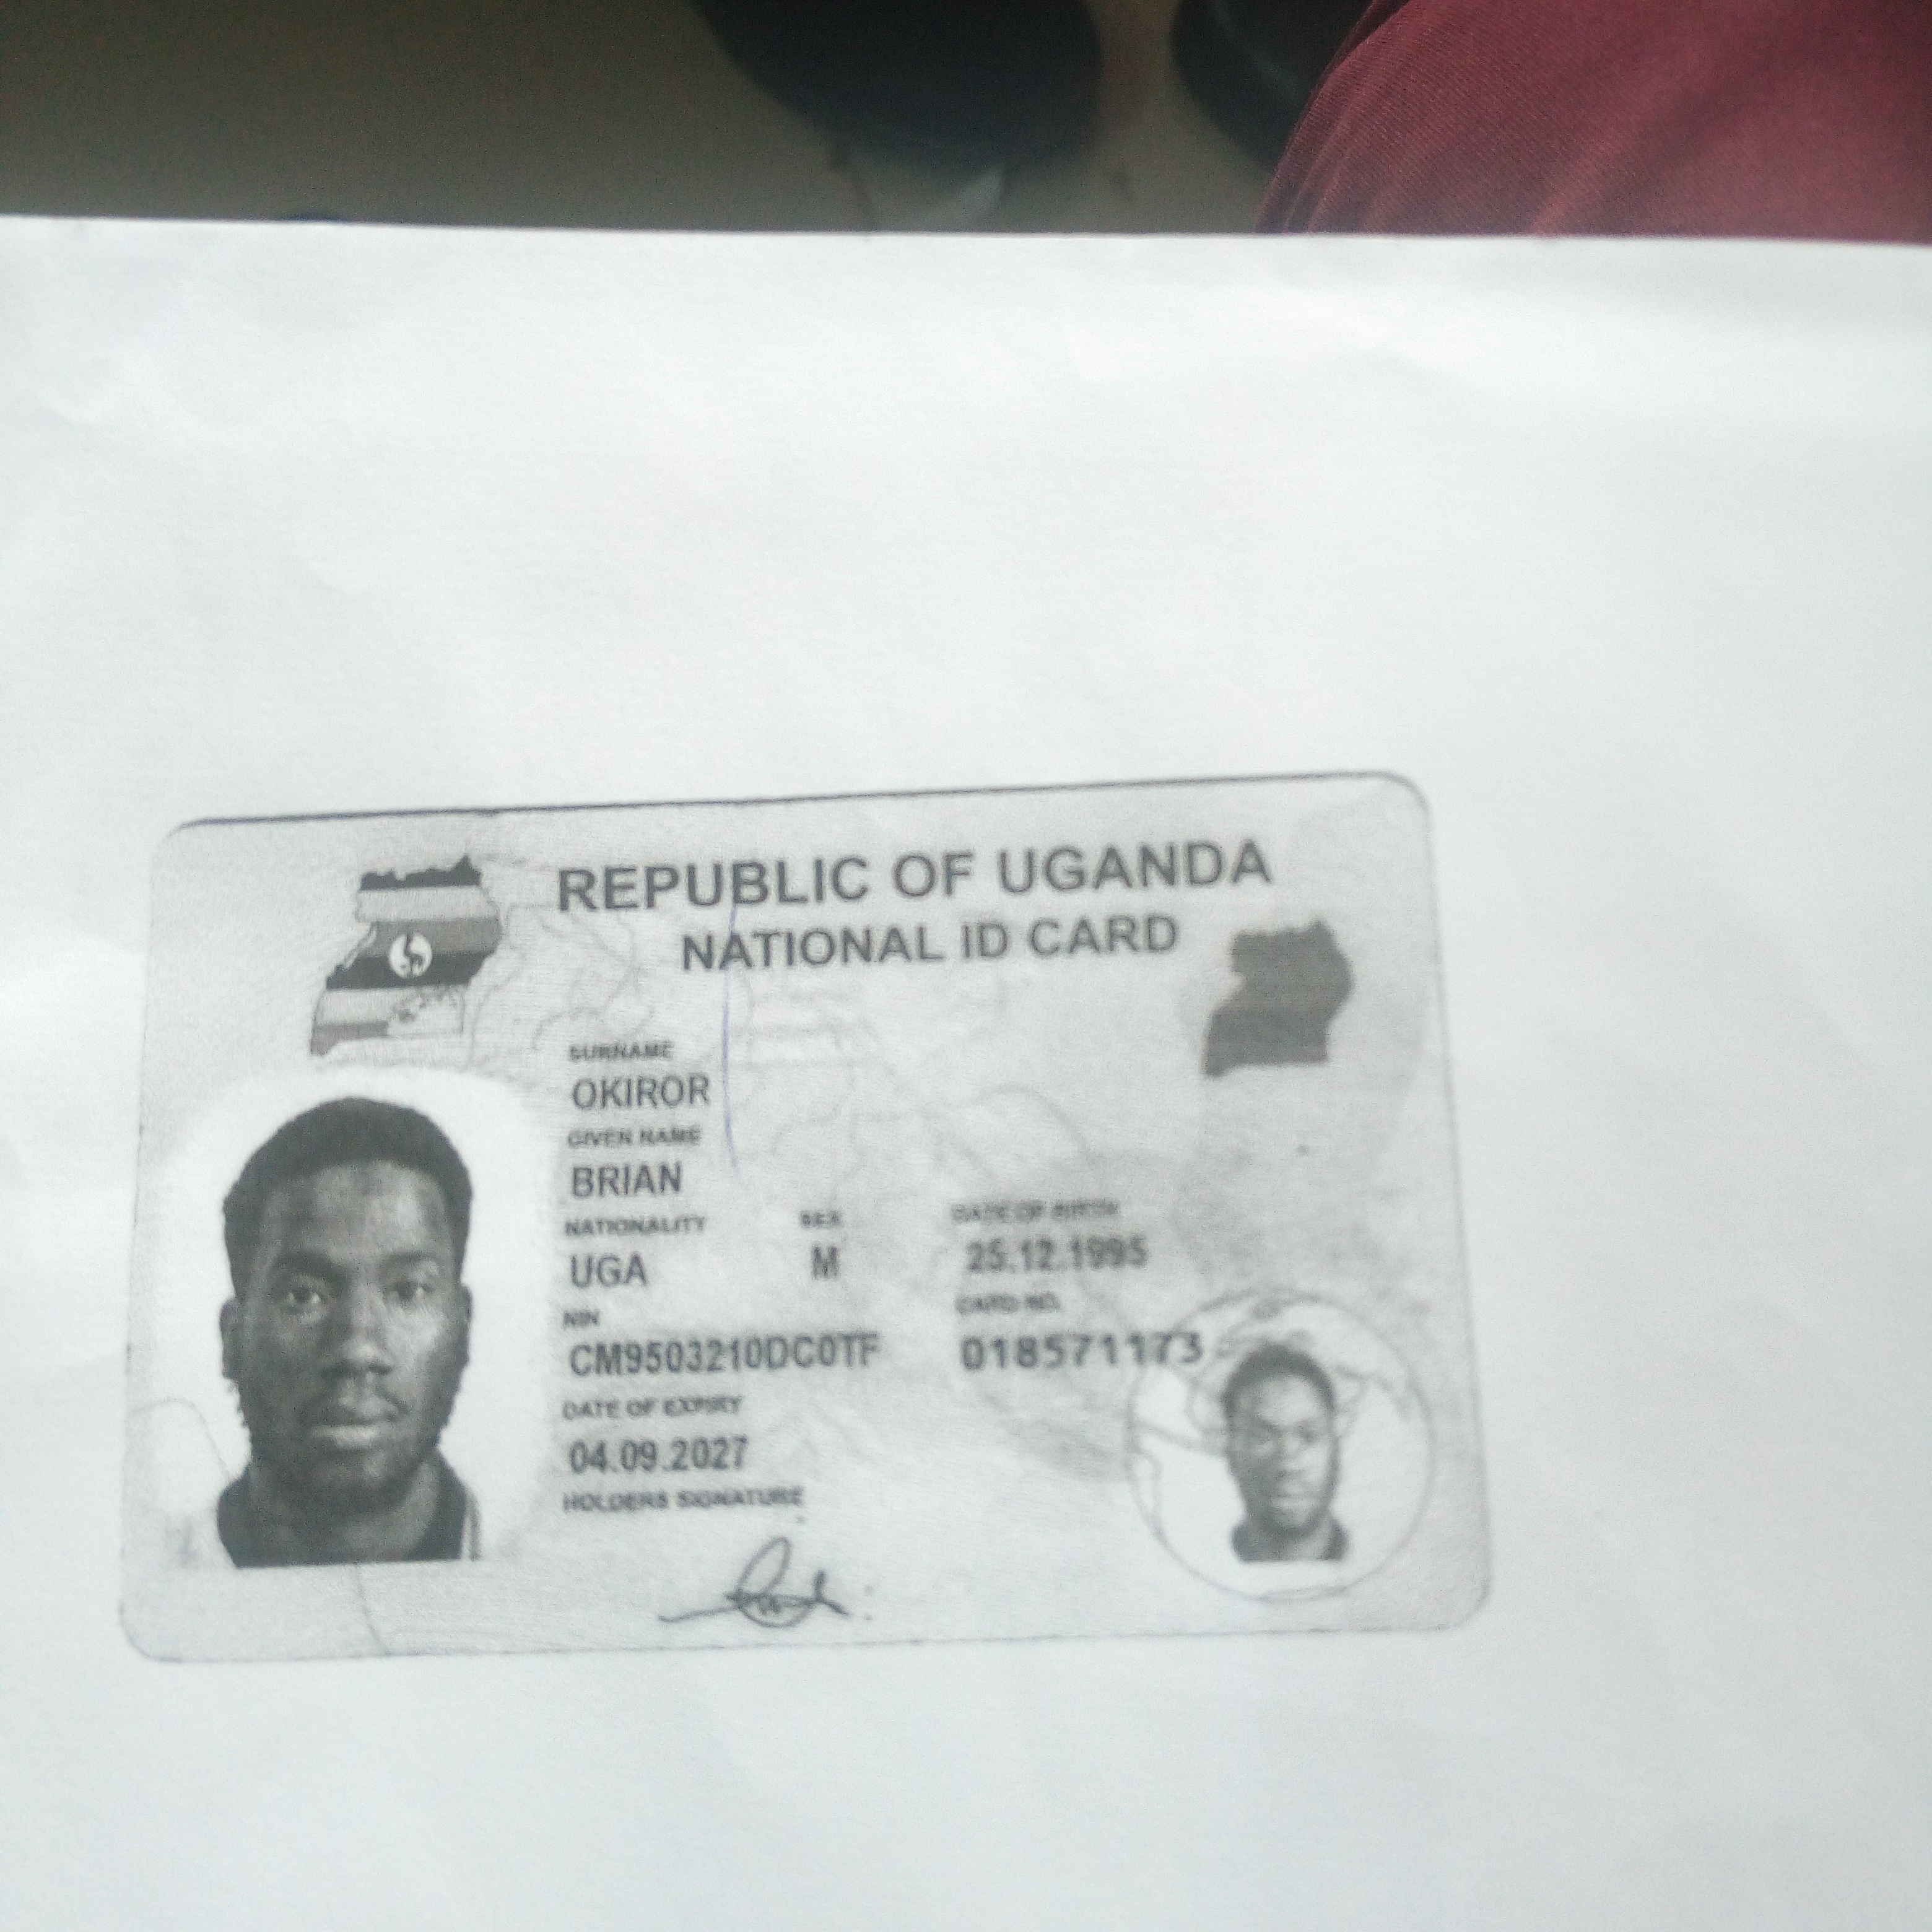 REPUBLIC OF UGANDA
NATIONAL ID CARD
SURNAME
OKIROR
GIVEN NAME
BRIAN
NATIONALITY SEX DATE OF BIRTH
UGA M 25.12.1995
NIN CARD NO.
CM9503210DC0TF 018571173
DATE OF EXPIRY
04.09.2027
HOLDERS SIGNATURE